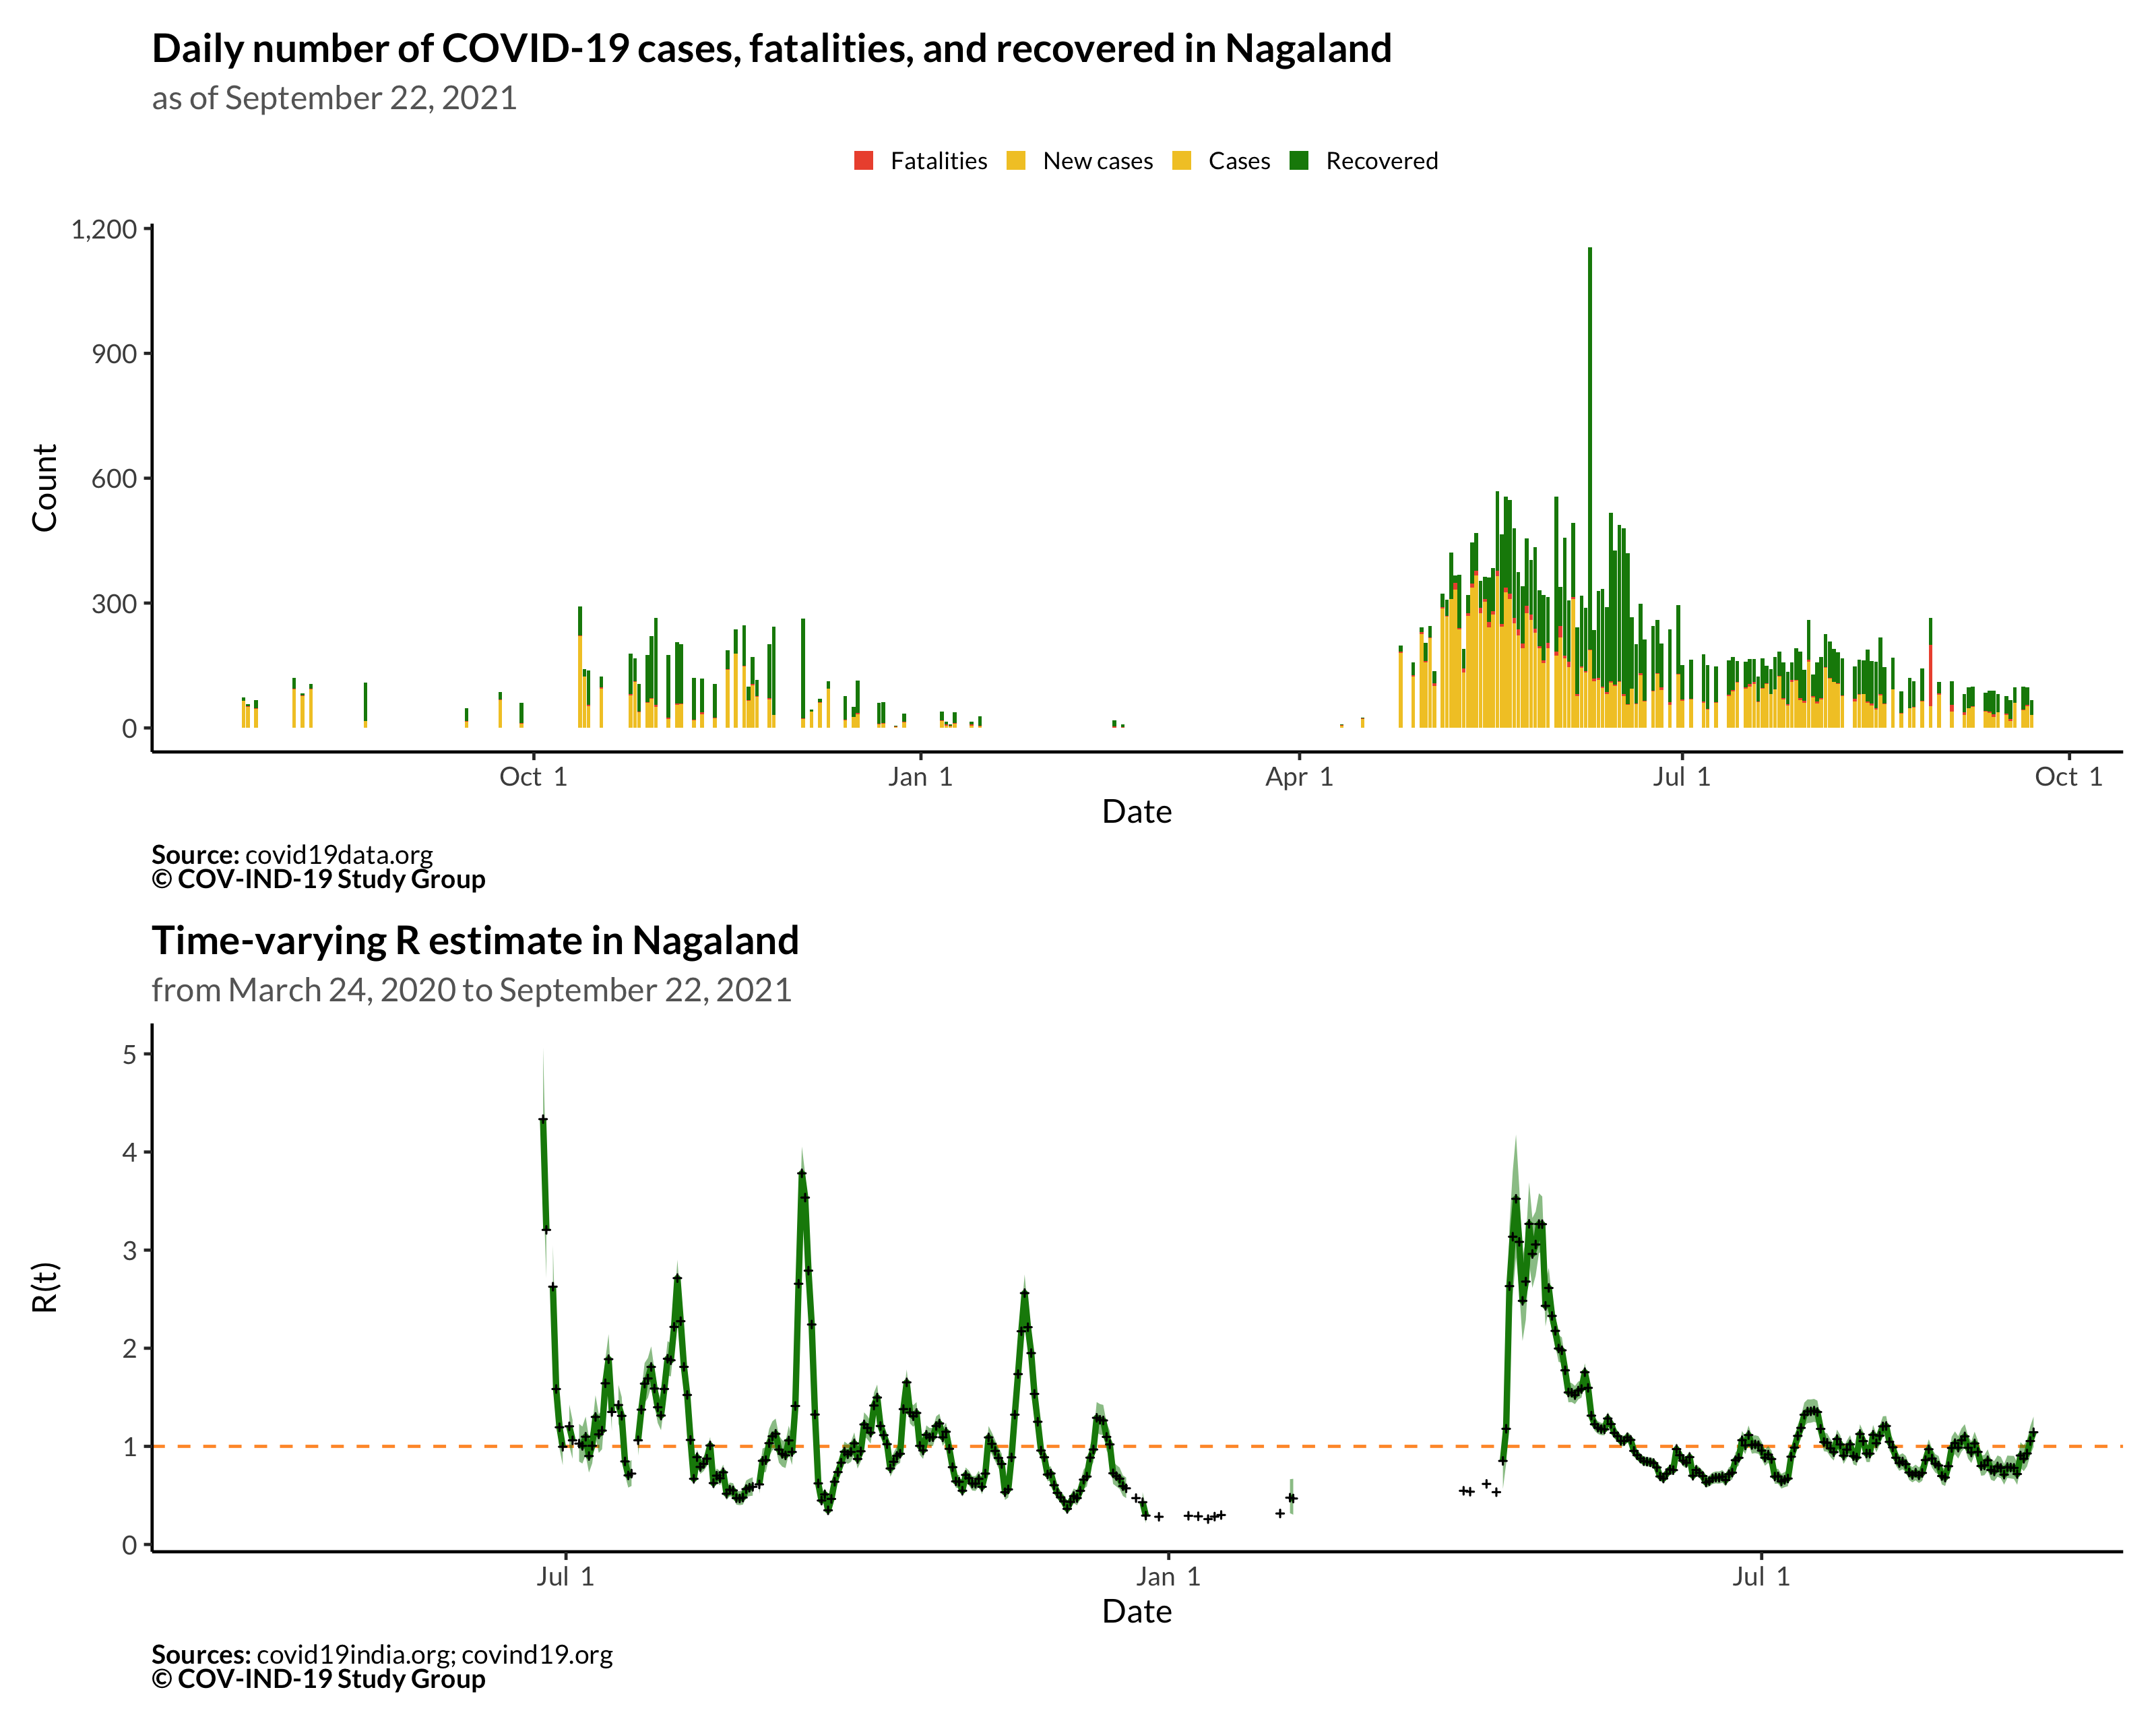 Daily number of COVID-19 cases, fatalities, and recovered in Nagaland
as of September 22, 2021
Fatalities New cases Cases Recovered
1,200
900
600
300
0
Count
Oct 1 Jan 1 Apr 1 Jul 1 Oct 1
Date
Source: covid19data.org
© COV-IND-19 Study Group
Time-varying R estimate in Nagaland
from March 24, 2020 to September 22, 2021
5
4
3
2
1
0
R(t)
Jul 1 Jan 1 Jul 1
Date
Sources: covid19india.org; covind19.org
© COV-IND-19 Study Group